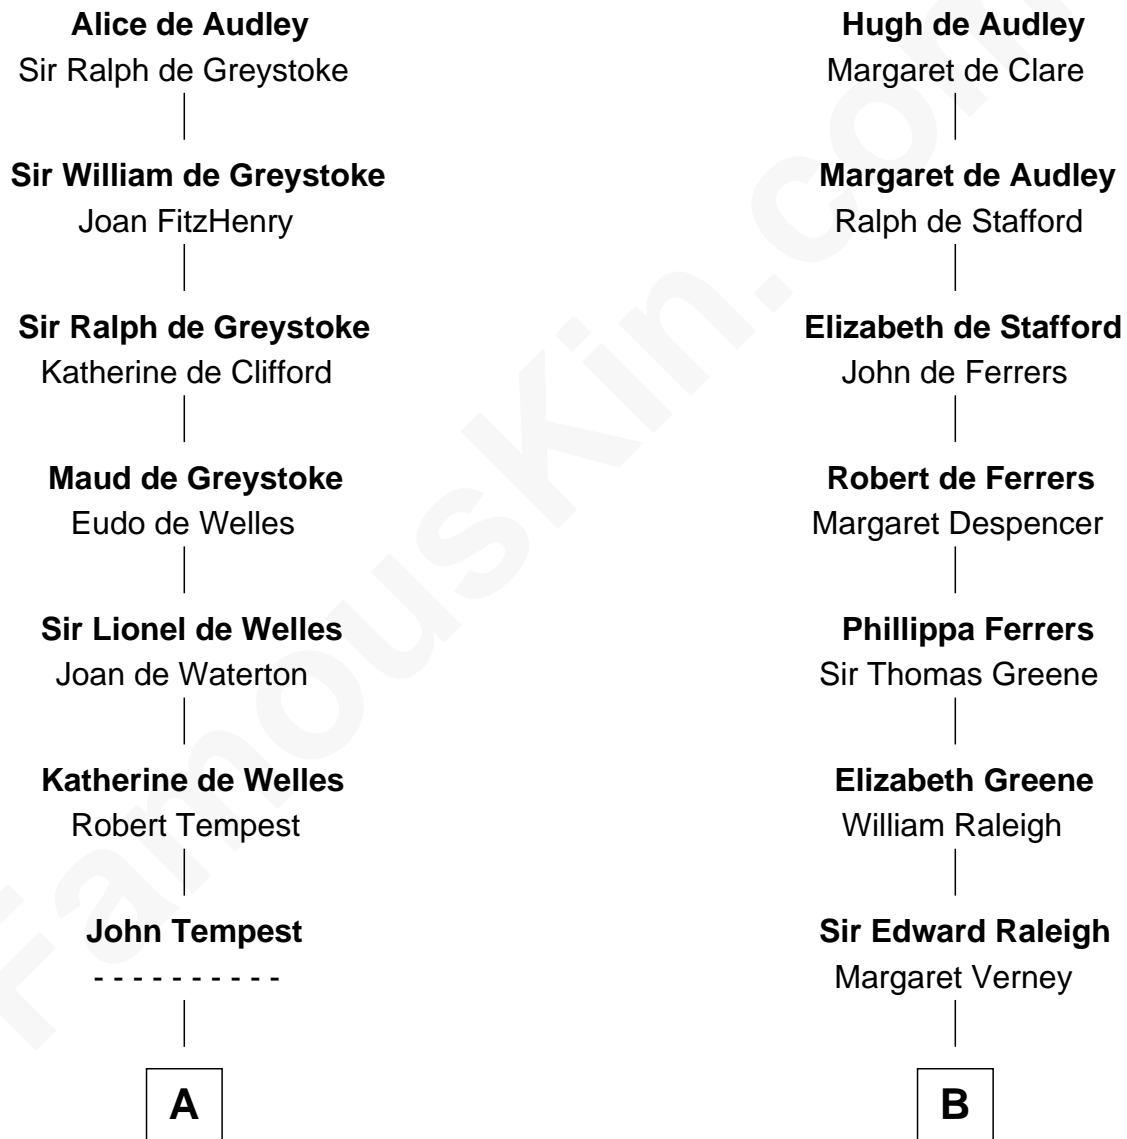 Alice de Audley
Sir Ralph de Greystoke
Sir William de Greystoke
Joan FitzHenry
Sir Ralph de Greystoke
Katherine de Clifford
Maud de Greystoke
Eudo de Welles
Sir Lionel de Welles
Joan de Waterton
Katherine de Welles
Robert Tempest
John Tempest
- - - - - - - - - -
A
Hugh de Audley
Margaret de Clare
Margaret de Audley
Ralph de Stafford
Elizabeth de Stafford
John de Ferrers
Robert de Ferrers
Margaret Despencer
Phillippa Ferrers
Sir Thomas Greene
Elizabeth Greene
William Raleigh
Sir Edward Raleigh
Margaret Verney
B
FamousKin.com